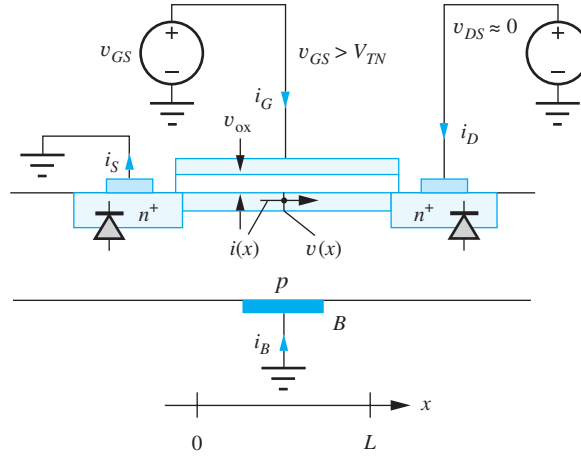 +
v_GS
−
v_GS > V_TN
v_DS ≈ 0
+
−
i_G
v_ox
i_D
i_S
n⁺
n⁺
i(x)
v(x)
p
B
i_B
x
0
L